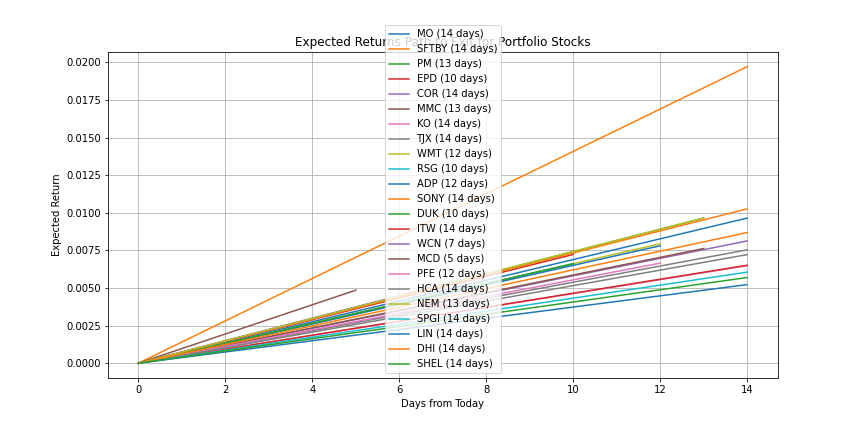 Expected Returns Path to Exit for Portfolio Stocks
MO (14 days)
SFTBY (14 days)
PM (13 days)
EPD (10 days)
COR (14 days)
MMC (13 days)
KO (14 days)
TJX (14 days)
WMT (12 days)
RSG (10 days)
ADP (12 days)
SONY (14 days)
DUK (10 days)
ITW (14 days)
WCN (7 days)
MCD (5 days)
PFE (12 days)
HCA (14 days)
NEM (13 days)
SPGI (14 days)
LIN (14 days)
DHI (14 days)
SHEL (14 days)
Expected Return
0.0200
0.0175
0.0150
0.0125
0.0100
0.0075
0.0050
0.0025
0.0000
0 2 4 6 8 10 12 14
Days from Today